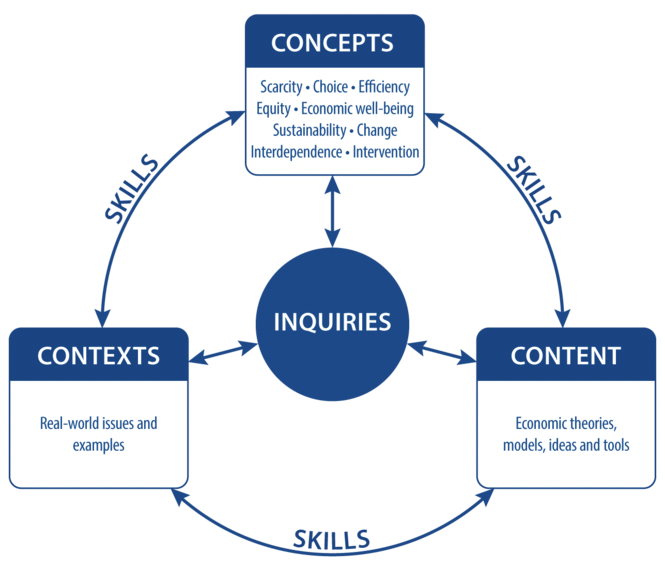 CONCEPTS
Scarcity • Choice • Efficiency
Equity • Economic well-being
Sustainability • Change
Interdependence • Intervention
SKILLS
SKILLS
INQUIRIES
CONTEXTS
Real-world issues and
examples
CONTENT
Economic theories,
models, ideas and tools
SKILLS